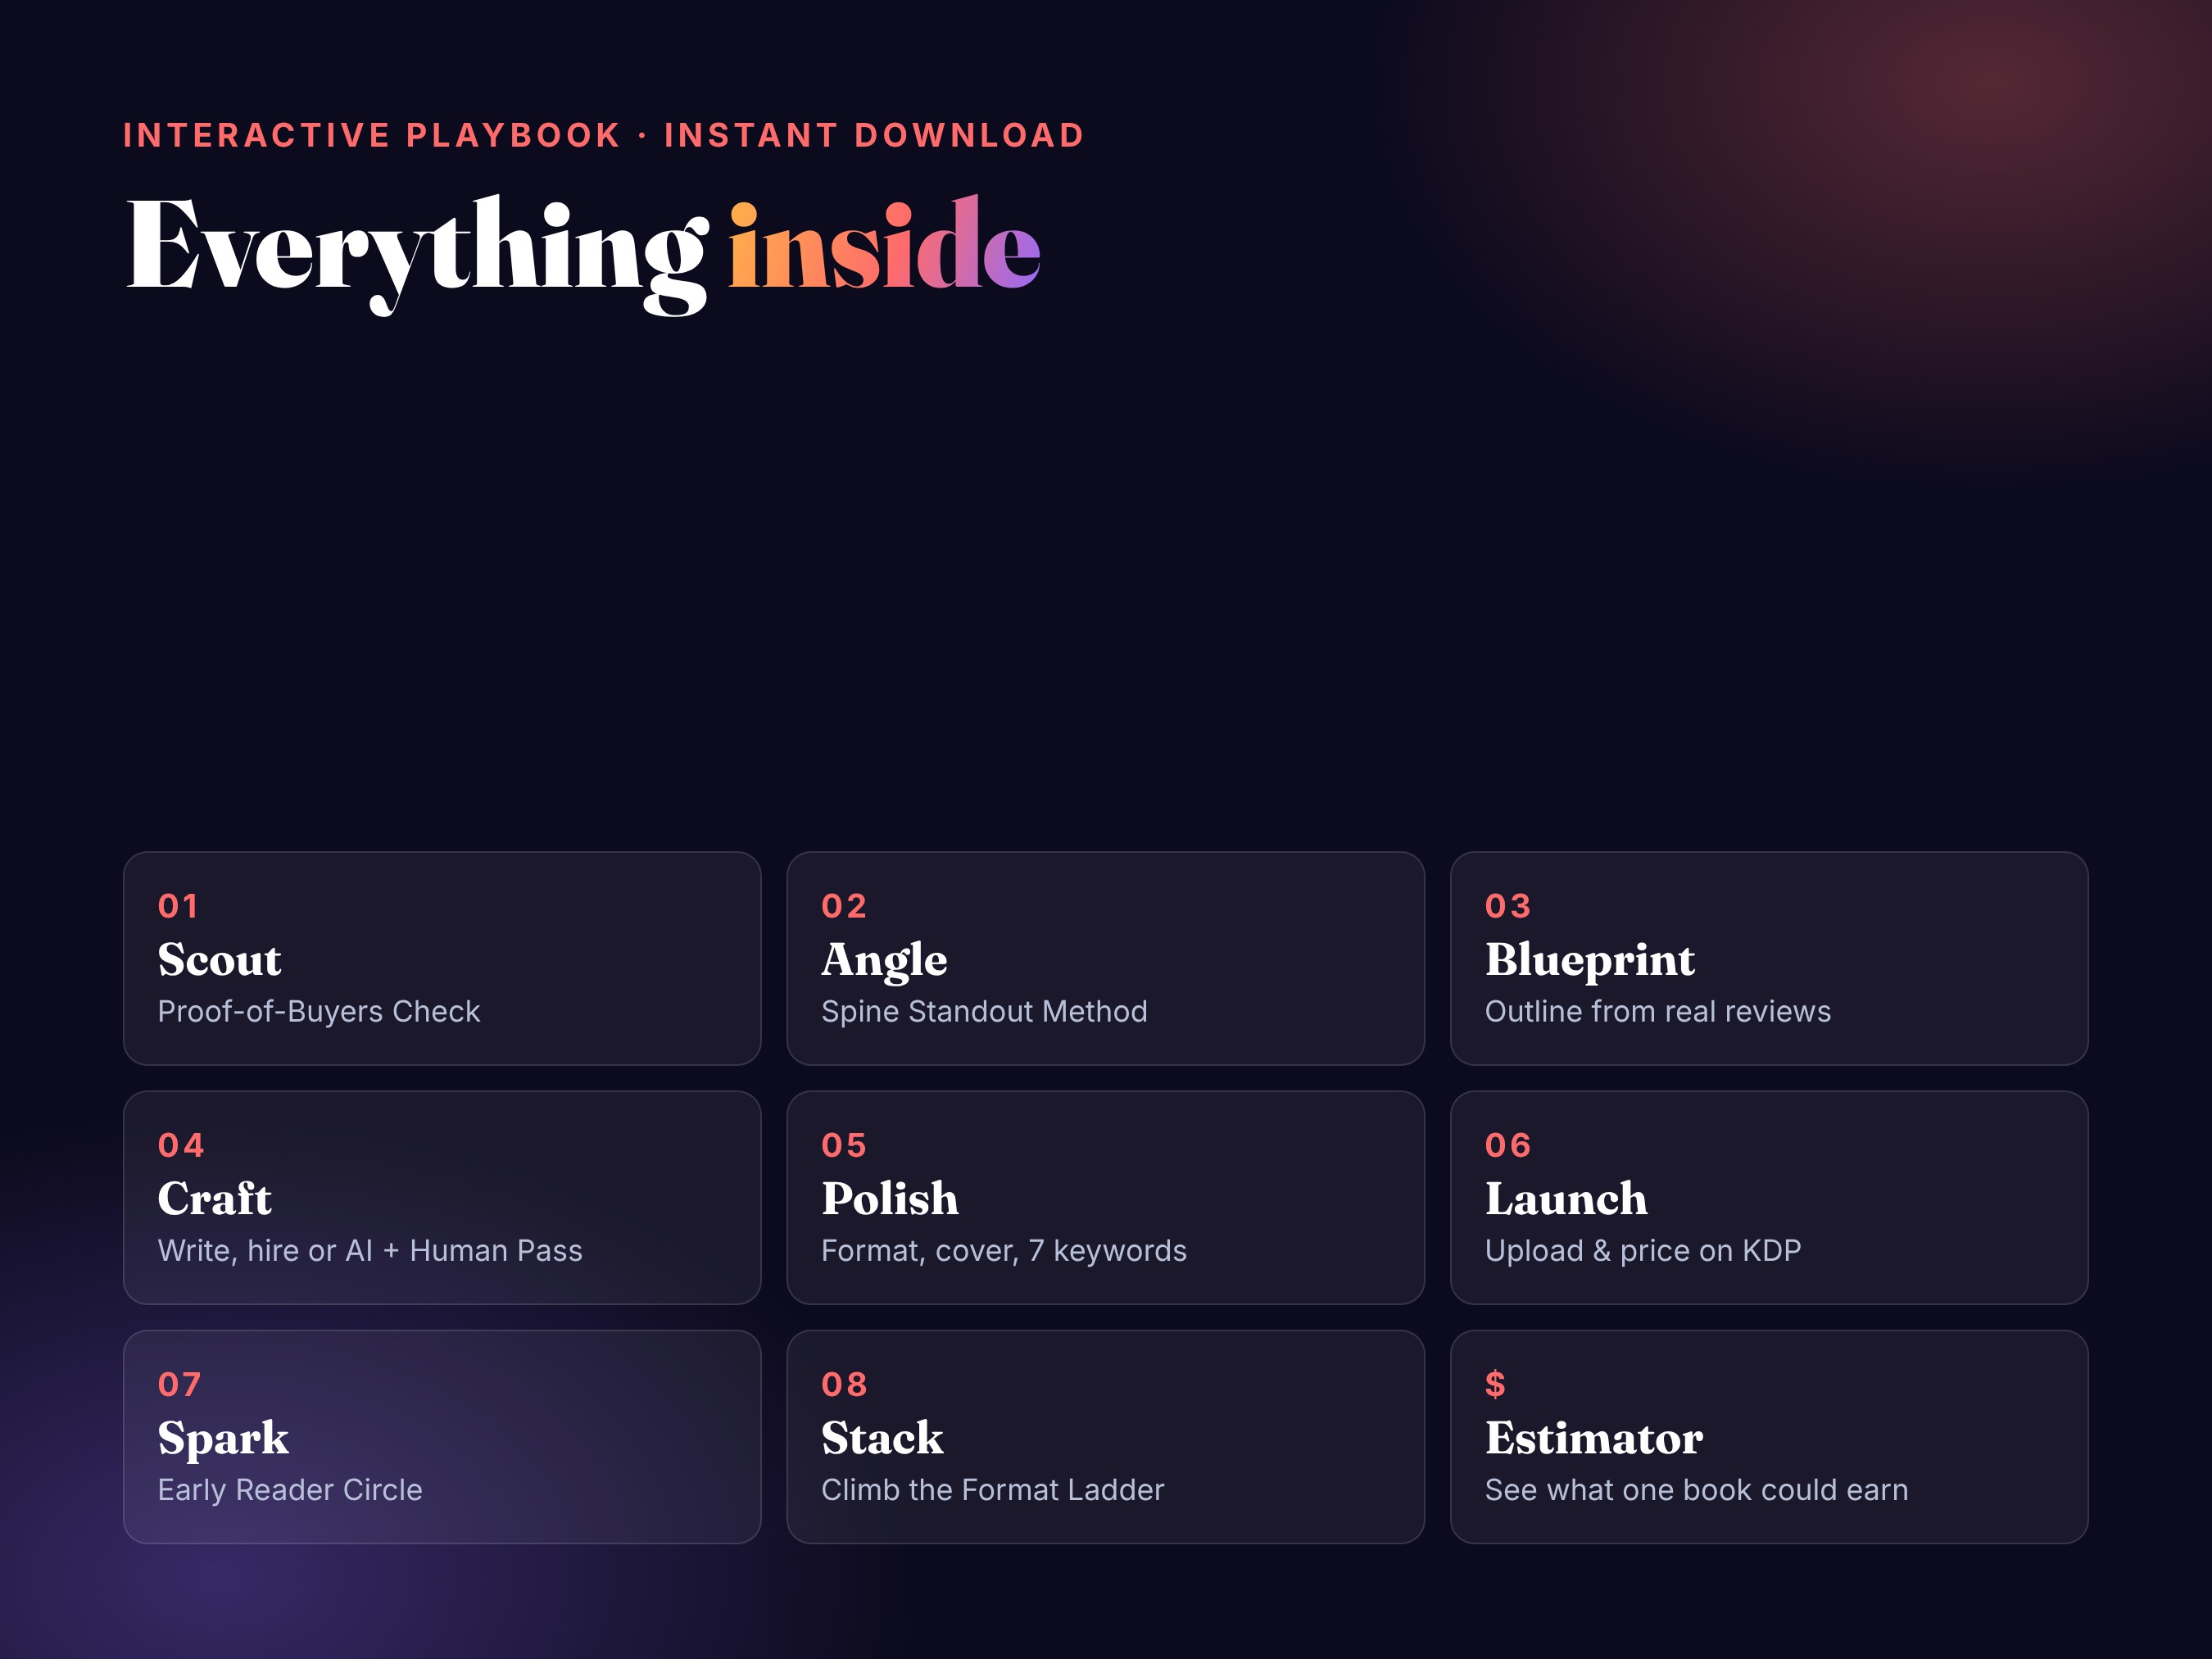 INTERACTIVE PLAYBOOK · INSTANT DOWNLOAD
Everything inside
01
Scout
Proof-of-Buyers Check
02
Angle
Spine Standout Method
03
Blueprint
Outline from real reviews
04
Craft
Write, hire or AI + Human Pass
05
Polish
Format, cover, 7 keywords
06
Launch
Upload & price on KDP
07
Spark
Early Reader Circle
08
Stack
Climb the Format Ladder
$
Estimator
See what one book could earn